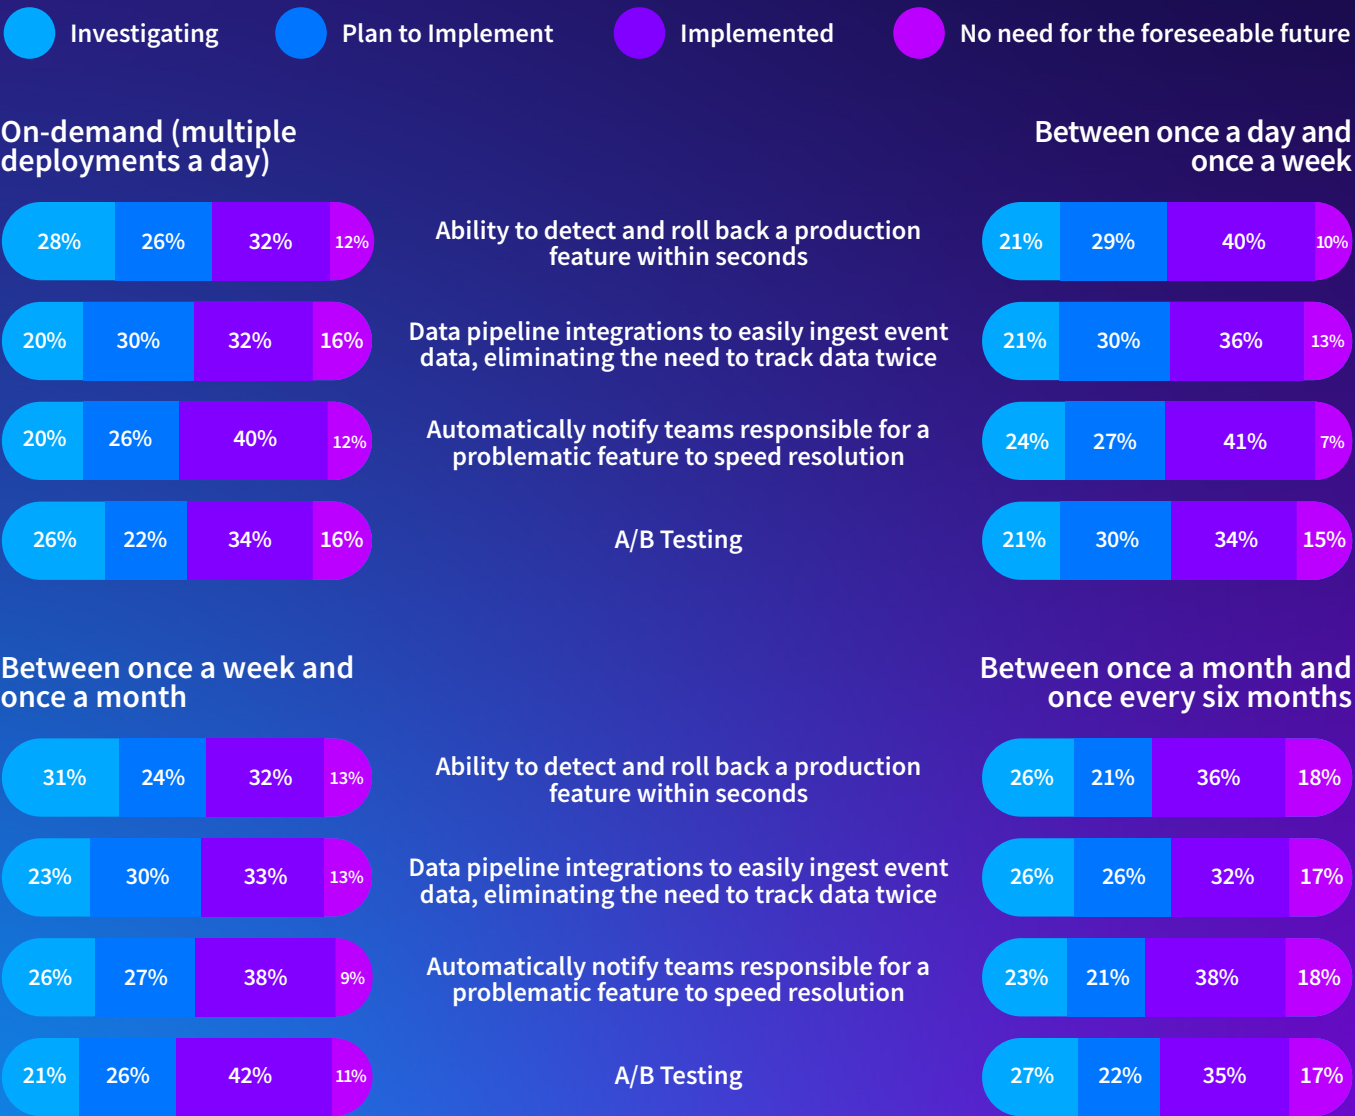 Investigating
Plan to Implement
Implemented
No need for the foreseeable future
On-demand (multiple
deployments a day)
Between once a day and
once a week
28% 26% 32% 12%
Ability to detect and roll back a production
feature within seconds
21% 29% 40% 10%
20% 30% 32% 16%
Data pipeline integrations to easily ingest event
data, eliminating the need to track data twice
21% 30% 36% 13%
20% 26% 40% 12%
Automatically notify teams responsible for a
problematic feature to speed resolution
24% 27% 41% 7%
26% 22% 34% 16%
A/B Testing
21% 30% 34% 15%
Between once a week and
once a month
Between once a month and
once every six months
31% 24% 32% 13%
Ability to detect and roll back a production
feature within seconds
26% 21% 36% 18%
23% 30% 33% 13%
Data pipeline integrations to easily ingest event
data, eliminating the need to track data twice
26% 26% 32% 17%
26% 27% 38% 9%
Automatically notify teams responsible for a
problematic feature to speed resolution
23% 21% 38% 18%
21% 26% 42% 11%
A/B Testing
27% 22% 35% 17%